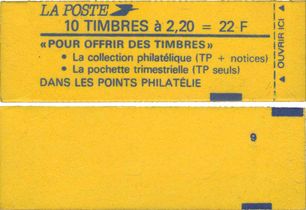 LA POSTE
10 TIMBRES à 2,20 = 22 F
«POUR OFFRIR DES TIMBRES»
• La collection philatélique (TP + notices)
• La pochette trimestrielle (TP seuls)
DANS LES POINTS PHILATÉLIE
OUVRIR ICI
9